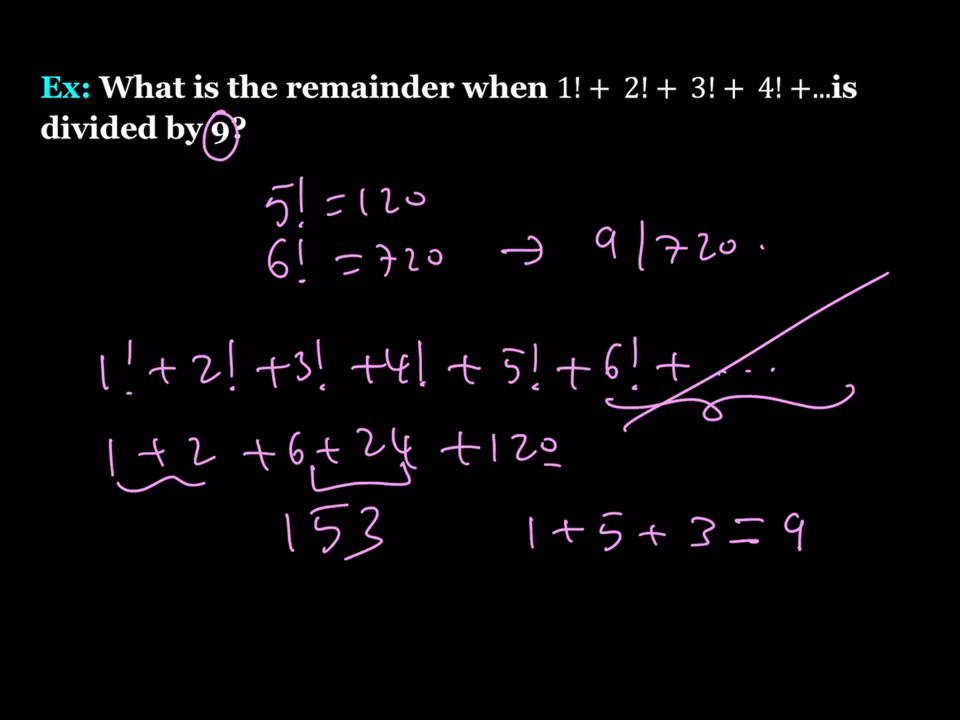 Ex: What is the remainder when 1! + 2! + 3! + 4! +...is
divided by 9?
5! = 120
6! = 720 → 9 | 720.
1! + 2! + 3! + 4! + 5! + 6! + ....
1 + 2 + 6 + 24 + 120
153 1 + 5 + 3 = 9